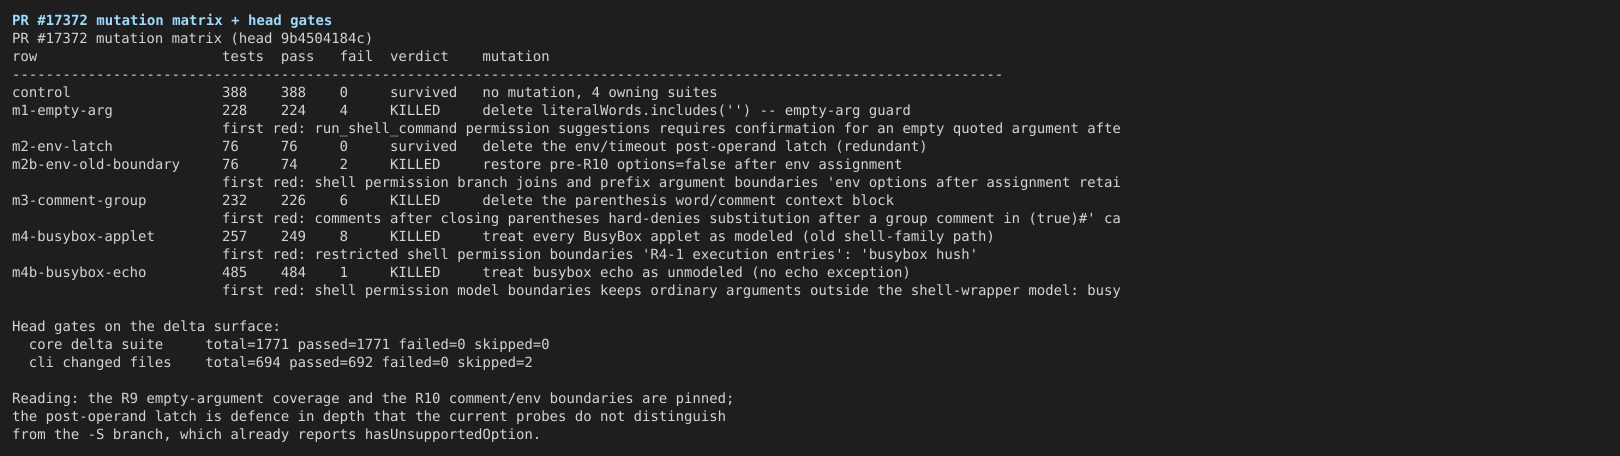 PR #17372 mutation matrix + head gates
PR #17372 mutation matrix (head 9b4504184c)
row tests pass fail verdict mutation
----------------------------------------------------------------------------------------------------------------------
control 388 388 0 survived no mutation, 4 owning suites
m1-empty-arg 228 224 4 KILLED delete literalWords.includes('') -- empty-arg guard
first red: run_shell_command permission suggestions requires confirmation for an empty quoted argument afte
m2-env-latch 76 76 0 survived delete the env/timeout post-operand latch (redundant)
m2b-env-old-boundary 76 74 2 KILLED restore pre-R10 options=false after env assignment
first red: shell permission branch joins and prefix argument boundaries 'env options after assignment retai
m3-comment-group 232 226 6 KILLED delete the parenthesis word/comment context block
first red: comments after closing parentheses hard-denies substitution after a group comment in (true)#' ca
m4-busybox-applet 257 249 8 KILLED treat every BusyBox applet as modeled (old shell-family path)
first red: restricted shell permission boundaries 'R4-1 execution entries': 'busybox hush'
m4b-busybox-echo 485 484 1 KILLED treat busybox echo as unmodeled (no echo exception)
first red: shell permission model boundaries keeps ordinary arguments outside the shell-wrapper model: busy
Head gates on the delta surface:
core delta suite total=1771 passed=1771 failed=0 skipped=0
cli changed files total=694 passed=692 failed=0 skipped=2
Reading: the R9 empty-argument coverage and the R10 comment/env boundaries are pinned;
the post-operand latch is defence in depth that the current probes do not distinguish
from the -S branch, which already reports hasUnsupportedOption.